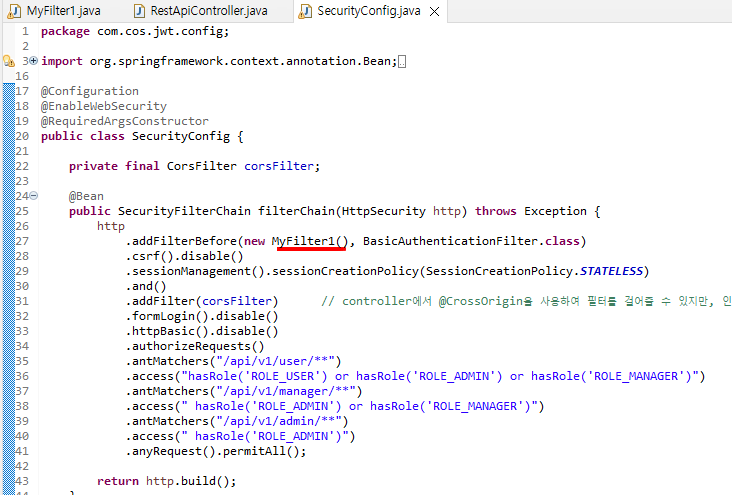 MyFilter1.java RestApiController.java SecurityConfig.java
1 package com.cos.jwt.config;
2
3 import org.springframework.context.annotation.Bean;
16
17 @Configuration
18 @EnableWebSecurity
19 @RequiredArgsConstructor
20 public class SecurityConfig {
21
22 private final CorsFilter corsFilter;
23
24 @Bean
25 public SecurityFilterChain filterChain(HttpSecurity http) throws Exception {
26 http
27 .addFilterBefore(new MyFilter1(), BasicAuthenticationFilter.class)
28 .csrf().disable()
29 .sessionManagement().sessionCreationPolicy(SessionCreationPolicy.STATELESS)
30 .and()
31 .addFilter(corsFilter) // controller에서 @CrossOrigin을 사용하여 필터를 걸어줄 수 있지만, 인
32 .formLogin().disable()
33 .httpBasic().disable()
34 .authorizeRequests()
35 .antMatchers("/api/v1/user/**")
36 .access("hasRole('ROLE_USER') or hasRole('ROLE_ADMIN') or hasRole('ROLE_MANAGER')")
37 .antMatchers("/api/v1/manager/**")
38 .access(" hasRole('ROLE_ADMIN') or hasRole('ROLE_MANAGER')")
39 .antMatchers("/api/v1/admin/**")
40 .access(" hasRole('ROLE_ADMIN')")
41 .anyRequest().permitAll();
42
43 return http.build();
44 }